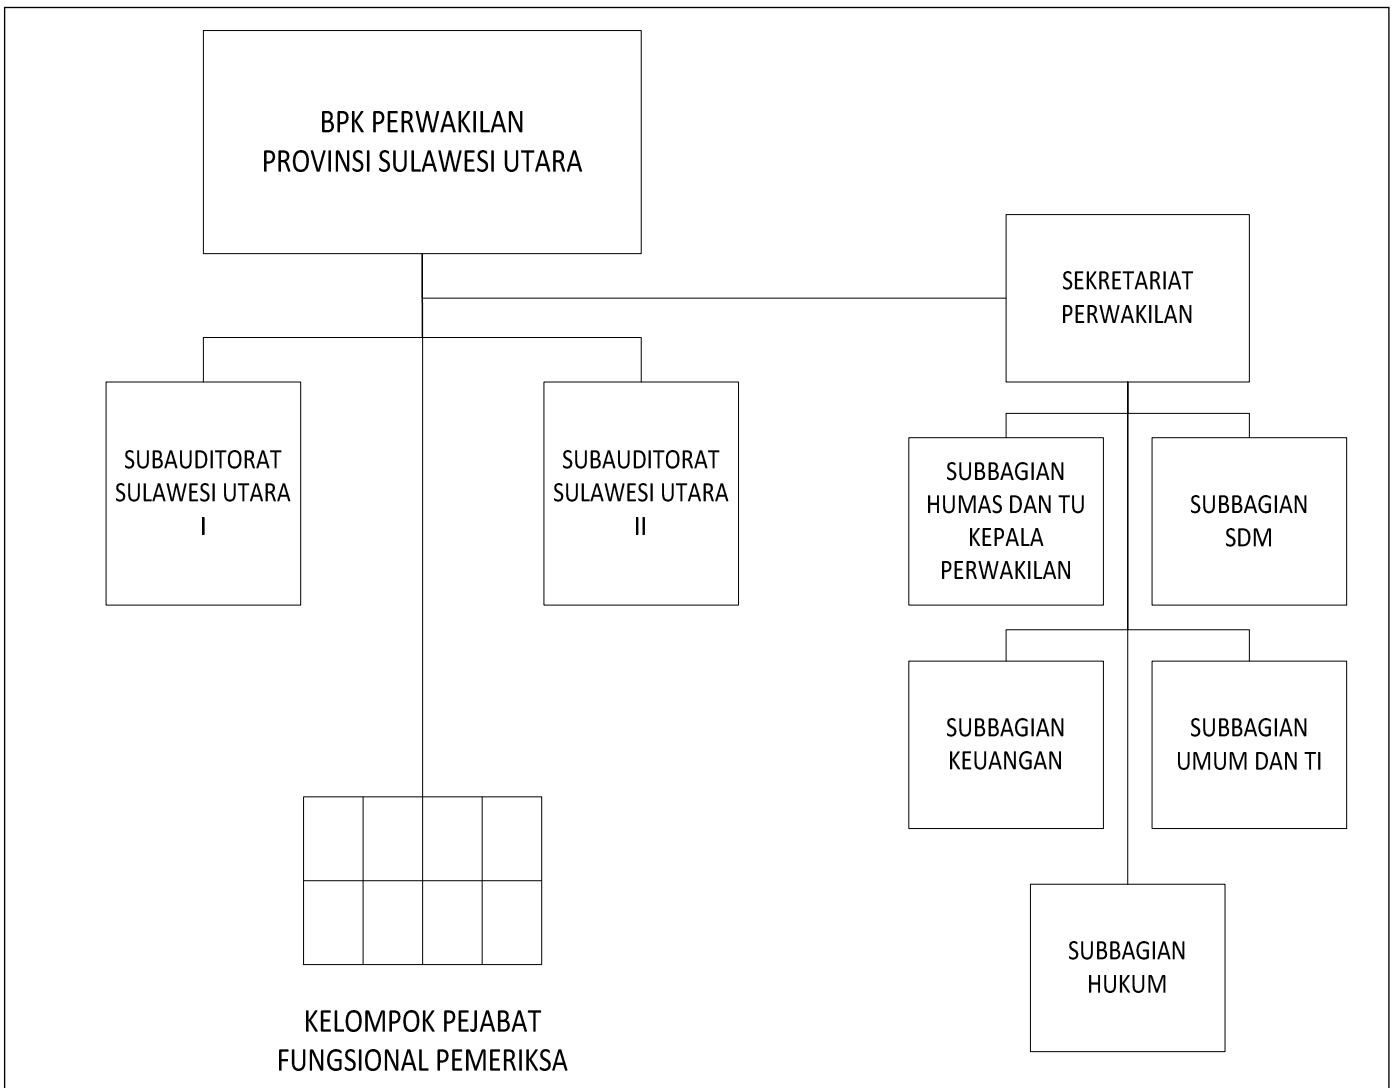 BPK PERWAKILAN
PROVINSI SULAWESI UTARA
SEKRETARIAT
PERWAKILAN
SUBAUDITORAT
SULAWESI UTARA
I
SUBAUDITORAT
SULAWESI UTARA
II
SUBBAGIAN
HUMAS DAN TU
KEPALA
PERWAKILAN
SUBBAGIAN
SDM
SUBBAGIAN
KEUANGAN
SUBBAGIAN
UMUM DAN TI
SUBBAGIAN
HUKUM
KELOMPOK PEJABAT
FUNGSIONAL PEMERIKSA